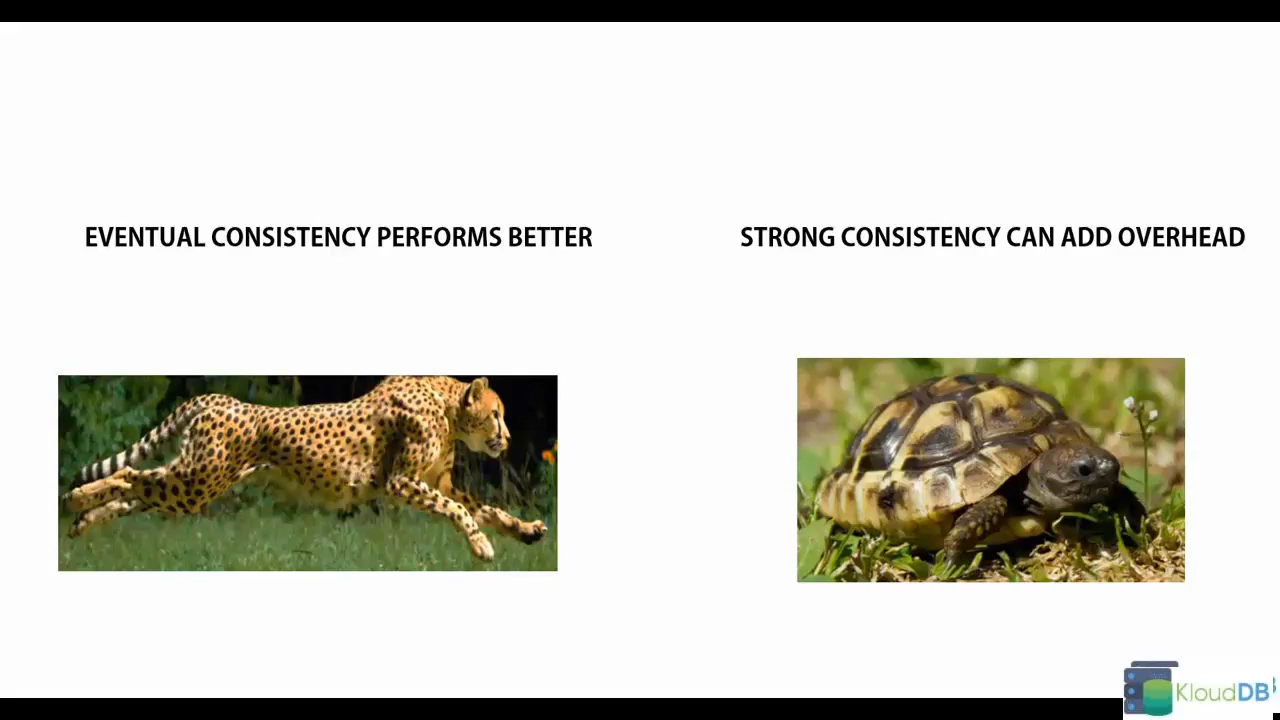 EVENTUAL CONSISTENCY PERFORMS BETTER
STRONG CONSISTENCY CAN ADD OVERHEAD
KloudDB